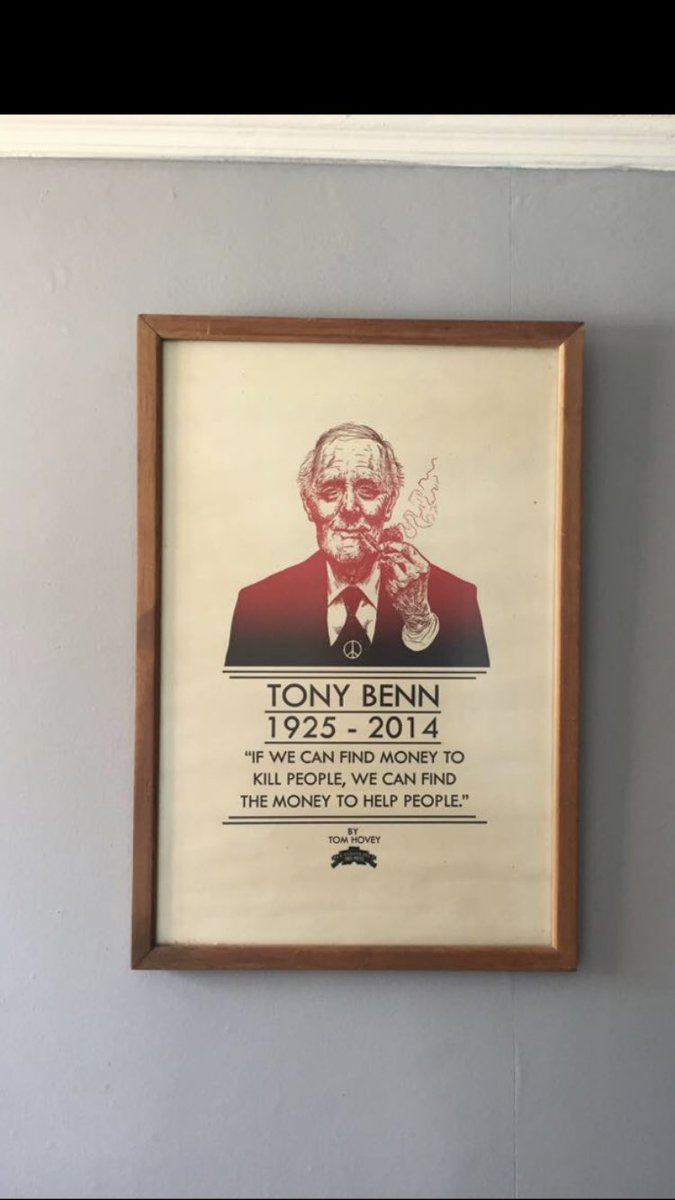 TONY BENN
1925 - 2014
“IF WE CAN FIND MONEY TO
KILL PEOPLE, WE CAN FIND
THE MONEY TO HELP PEOPLE.”
BY
TOM HOVEY